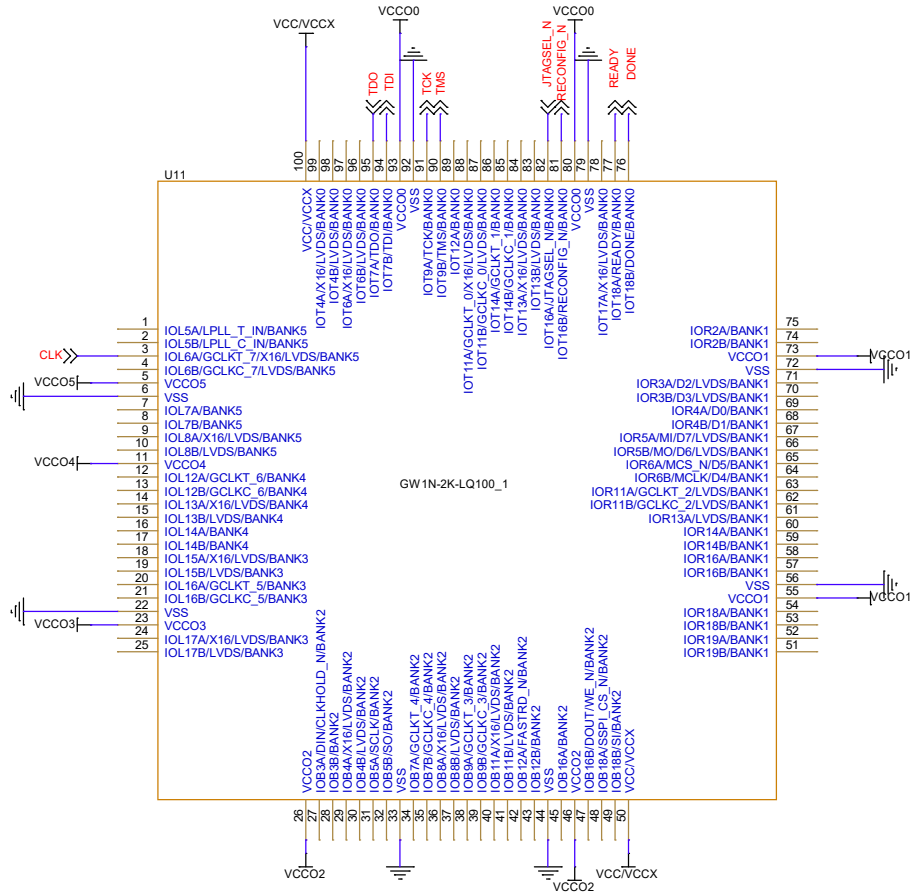 VCC/VCCX
VCCO0
VCCO0
TDO
TDI
TCK
TMS
JTAGSEL_N
RECONFIG_N
READY
DONE
100
99
98
97
96
95
94
93
92
91
90
89
88
87
86
85
84
83
82
81
80
79
78
77
76
U11
VCC/VCCX
IOT4A/X16/LVDS/BANK0
IOT4B/LVDS/BANK0
IOT6A/X16/LVDS/BANK0
IOT6B/LVDS/BANK0
IOT7A/TDO/BANK0
IOT7B/TDI/BANK0
VCCO0
VSS
IOT9A/TCK/BANK0
IOT9B/TMS/BANK0
IOT12A/BANK0
IOT11A/GCLKT_0/X16/LVDS/BANK0
IOT11B/GCLKC_0/LVDS/BANK0
IOT14A/GCLKT_1/BANK0
IOT14B/GCLKC_1/BANK0
IOT13A/X16/LVDS/BANK0
IOT13B/LVDS/BANK0
IOT16A/JTAGSEL_N/BANK0
IOT16B/RECONFIG_N/BANK0
VCCO0
VSS
IOT17A/X16/LVDS/BANK0
IOT18A/READY/BANK0
IOT18B/DONE/BANK0
1 IOL5A/LPLL_T_IN/BANK5
2 IOL5B/LPLL_C_IN/BANK5
CLK 3 IOL6A/GCLKT_7/X16/LVDS/BANK5
4 IOL6B/GCLKC_7/LVDS/BANK5
VCCO5 5 VCCO5
6 VSS
7 IOL7A/BANK5
8 IOL7B/BANK5
9 IOL8A/X16/LVDS/BANK5
10 IOL8B/LVDS/BANK5
VCCO4 11 VCCO4
12 IOL12A/GCLKT_6/BANK4
13 IOL12B/GCLKC_6/BANK4
14 IOL13A/X16/LVDS/BANK4
15 IOL13B/LVDS/BANK4
16 IOL14A/BANK4
17 IOL14B/BANK4
18 IOL15A/X16/LVDS/BANK3
19 IOL15B/LVDS/BANK3
20 IOL16A/GCLKT_5/BANK3
21 IOL16B/GCLKC_5/BANK3
22 VSS
VCCO3 23 VCCO3
24 IOL17A/X16/LVDS/BANK3
25 IOL17B/LVDS/BANK3
GW1N-2K-LQ100_1
IOR2A/BANK1 75
IOR2B/BANK1 74
VCCO1 73 VCCO1
VSS 72
IOR3A/D2/LVDS/BANK1 71
IOR3B/D3/LVDS/BANK1 70
IOR4A/D0/BANK1 69
IOR4B/D1/BANK1 68
IOR5A/MI/D7/LVDS/BANK1 67
IOR5B/MO/D6/LVDS/BANK1 66
IOR6A/MCS_N/D5/BANK1 65
IOR6B/MCLK/D4/BANK1 64
IOR11A/GCLKT_2/LVDS/BANK1 63
IOR11B/GCLKC_2/LVDS/BANK1 62
IOR13A/LVDS/BANK1 61
IOR14A/BANK1 60
IOR14B/BANK1 59
IOR16A/BANK1 58
IOR16B/BANK1 57
VSS 56
VCCO1 55 VCCO1
IOR18A/BANK1 54
IOR18B/BANK1 53
IOR19A/BANK1 52
IOR19B/BANK1 51
VCCO2
IOB3A/DIN/CLKHOLD_N/BANK2
IOB3B/BANK2
IOB4A/X16/LVDS/BANK2
IOB4B/LVDS/BANK2
IOB5A/SCLK/BANK2
IOB5B/SO/BANK2
VSS
IOB7A/GCLKT_4/BANK2
IOB7B/GCLKC_4/BANK2
IOB8A/X16/LVDS/BANK2
IOB8B/LVDS/BANK2
IOB9A/GCLKT_3/BANK2
IOB9B/GCLKC_3/BANK2
IOB11A/X16/LVDS/BANK2
IOB11B/LVDS/BANK2
IOB12A/FASTRD_N/BANK2
IOB12B/BANK2
VSS
IOB16A/BANK2
VCCO2
IOB16B/DOUT/WE_N/BANK2
IOB18A/SSPI_CS_N/BANK2
IOB18B/SI/BANK2
VCC/VCCX
26
27
28
29
30
31
32
33
34
35
36
37
38
39
40
41
42
43
44
45
46
47
48
49
50
VCCO2
VCCO2
VCC/VCCX